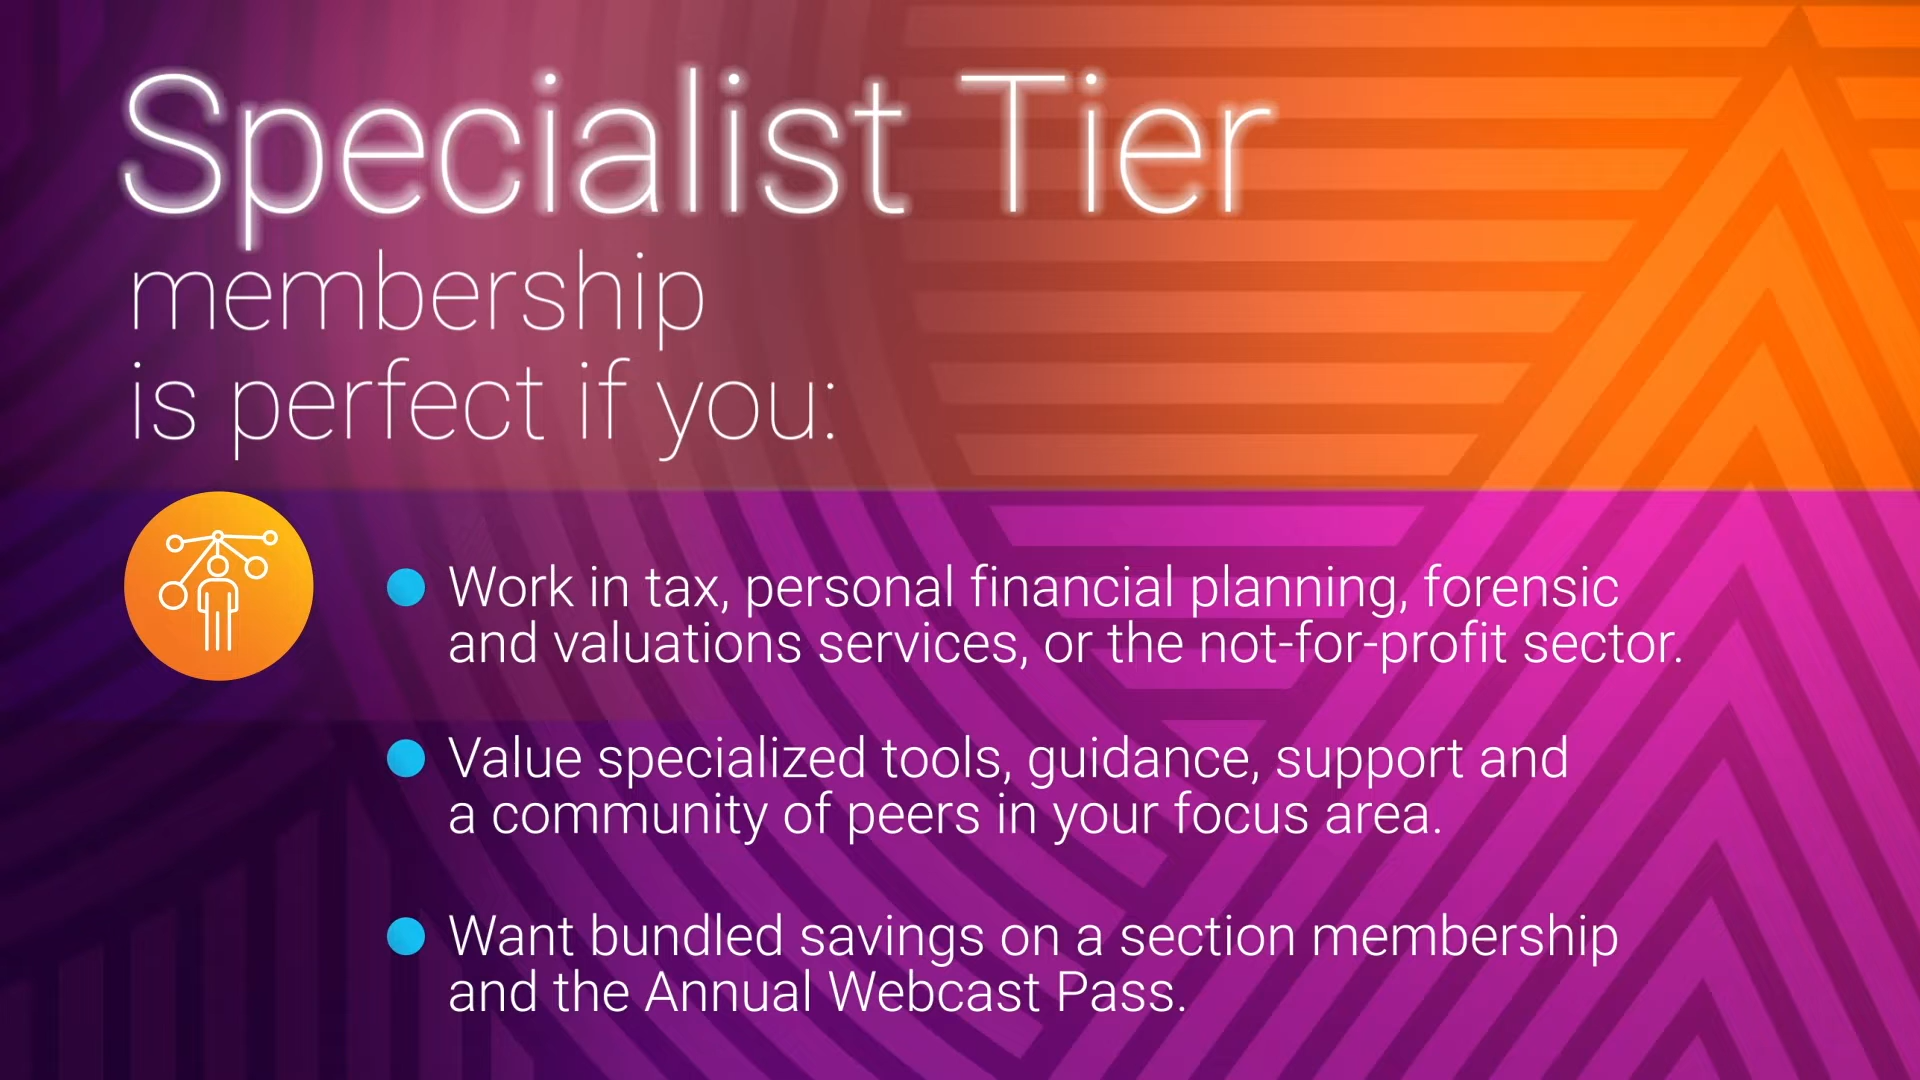 Specialist Tier
membership
is perfect if you:
Work in tax, personal financial planning, forensic
and valuations services, or the not-for-profit sector.
Value specialized tools, guidance, support and
a community of peers in your focus area.
Want bundled savings on a section membership
and the Annual Webcast Pass.